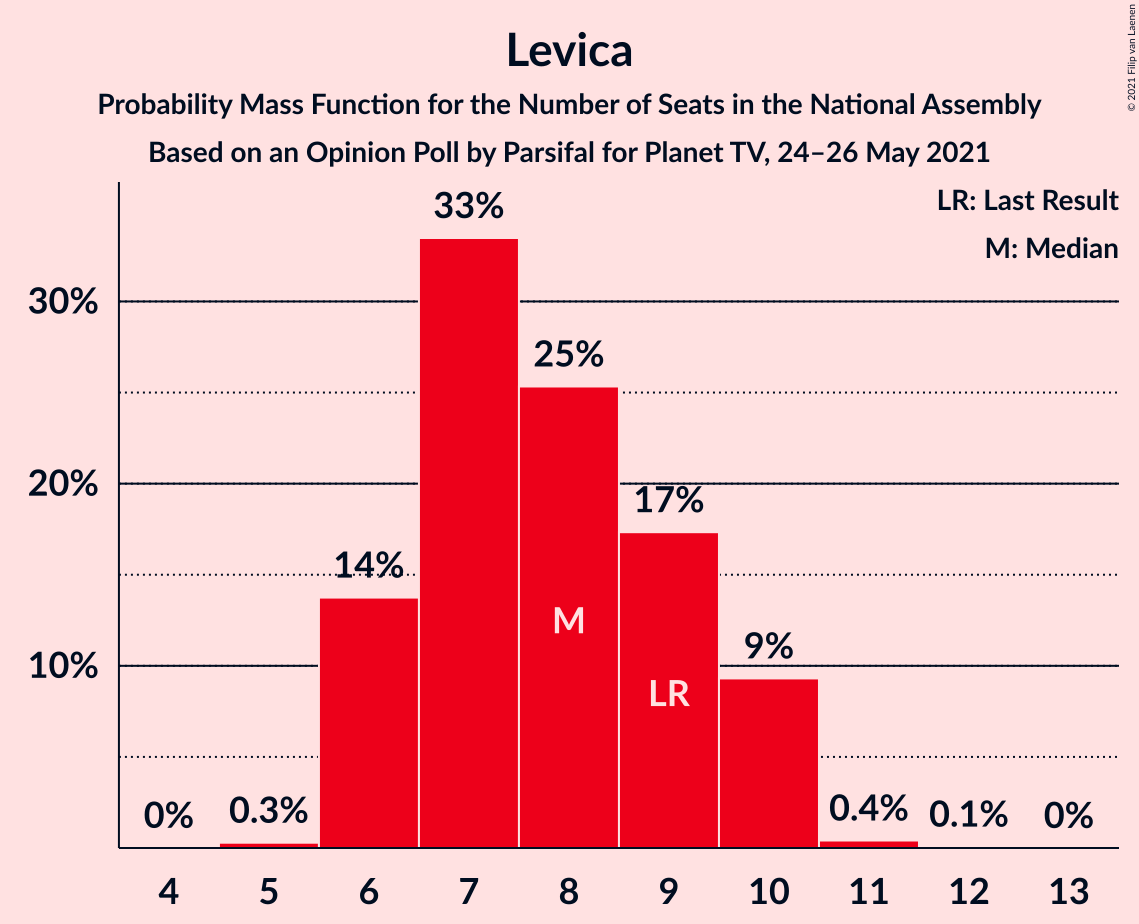 Levica
Probability Mass Function for the Number of Seats in the National Assembly
Based on an Opinion Poll by Parsifal for Planet TV, 24–26 May 2021
© 2021 Filip van Laenen
LR: Last Result
M: Median
33%
30%
25%
20%
17%
14%
M
9%
10%
LR
0%
0.3%
0.4%
0.1%
0%
4 5 6 7 8 9 10 11 12 13